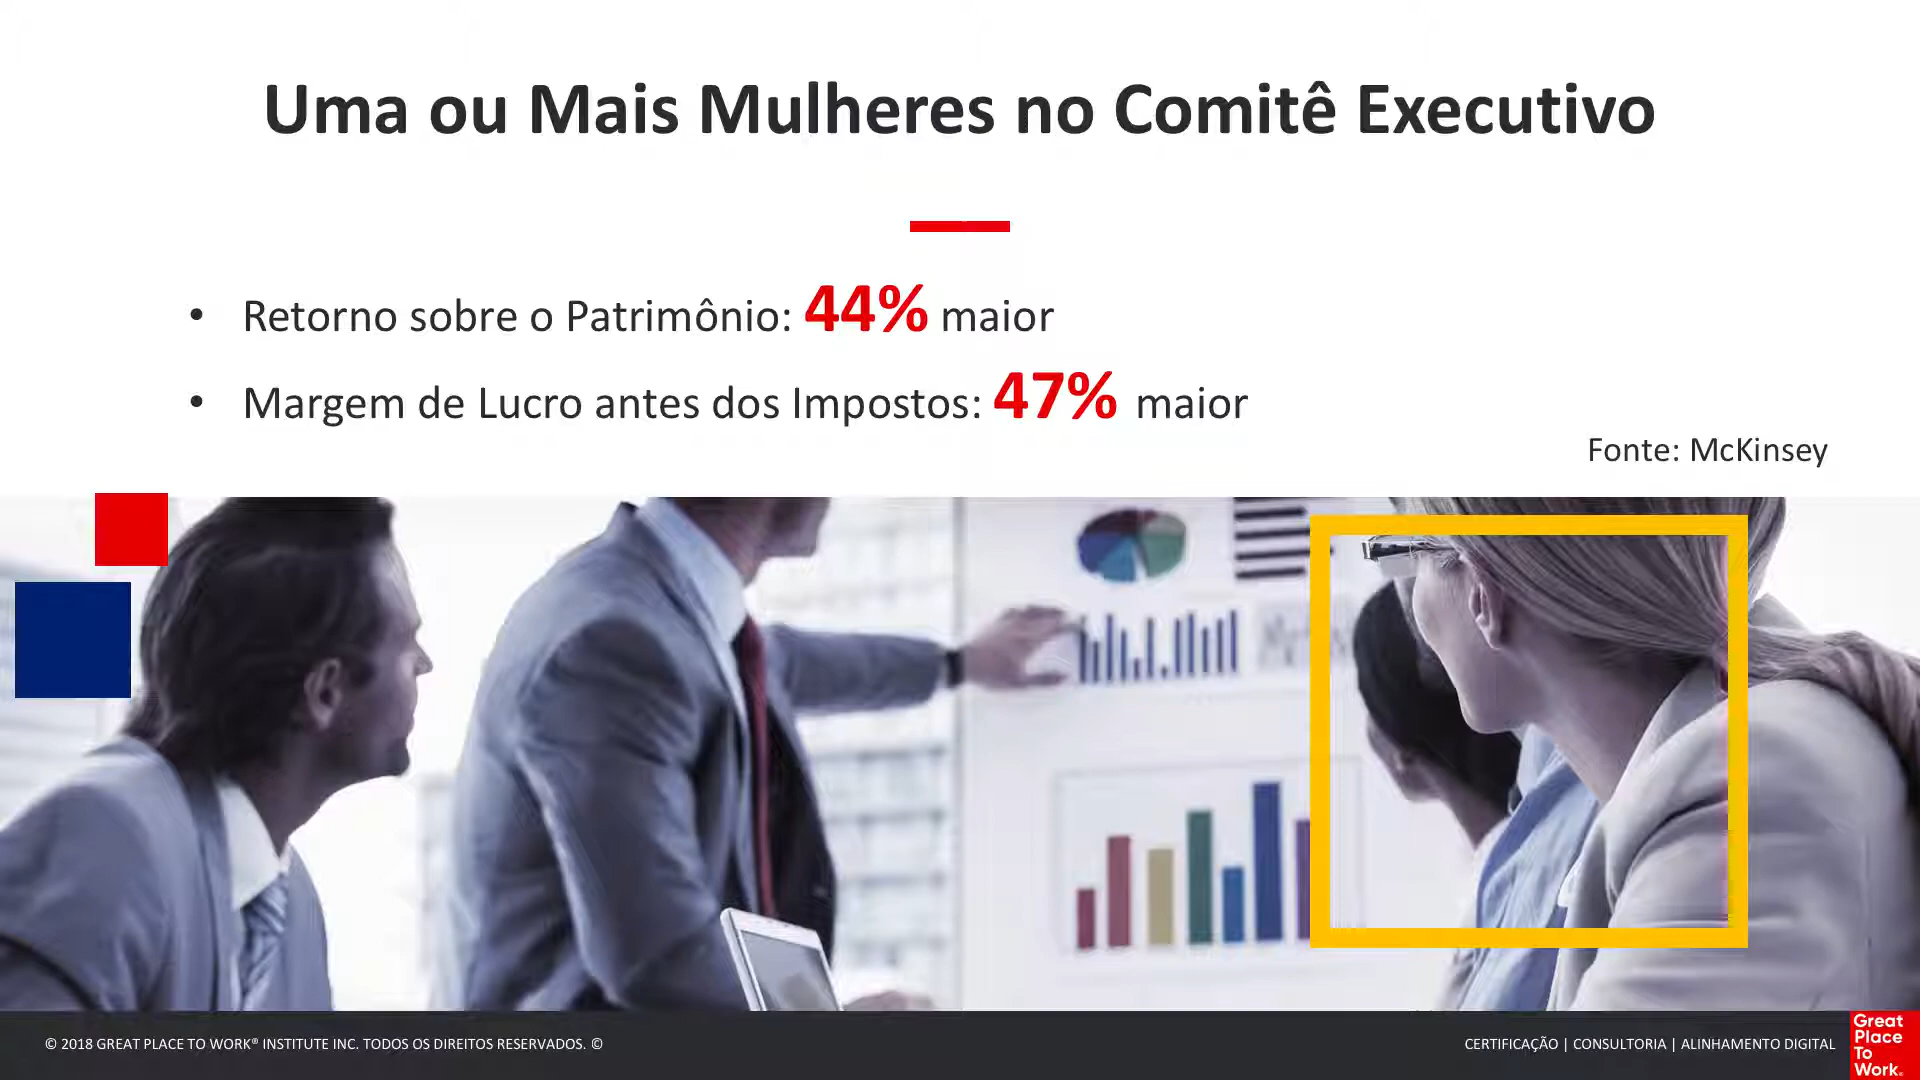 Uma ou Mais Mulheres no Comitê Executivo
• Retorno sobre o Patrimônio: 44% maior
• Margem de Lucro antes dos Impostos: 47% maior
Fonte: McKinsey
© 2018 GREAT PLACE TO WORK® INSTITUTE INC. TODOS OS DIREITOS RESERVADOS. ©
CERTIFICAÇÃO | CONSULTORIA | ALINHAMENTO DIGITAL
Great
Place
To
Work.